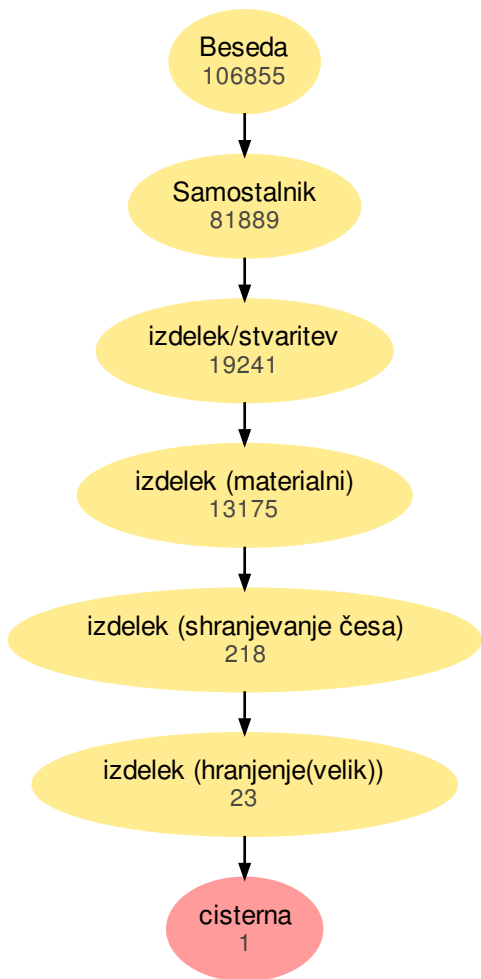 Beseda
106855
Samostalnik
81889
izdelek/stvaritev
19241
izdelek (materialni)
13175
izdelek (shranjevanje česa)
218
izdelek (hranjenje(velik))
23
cisterna
1